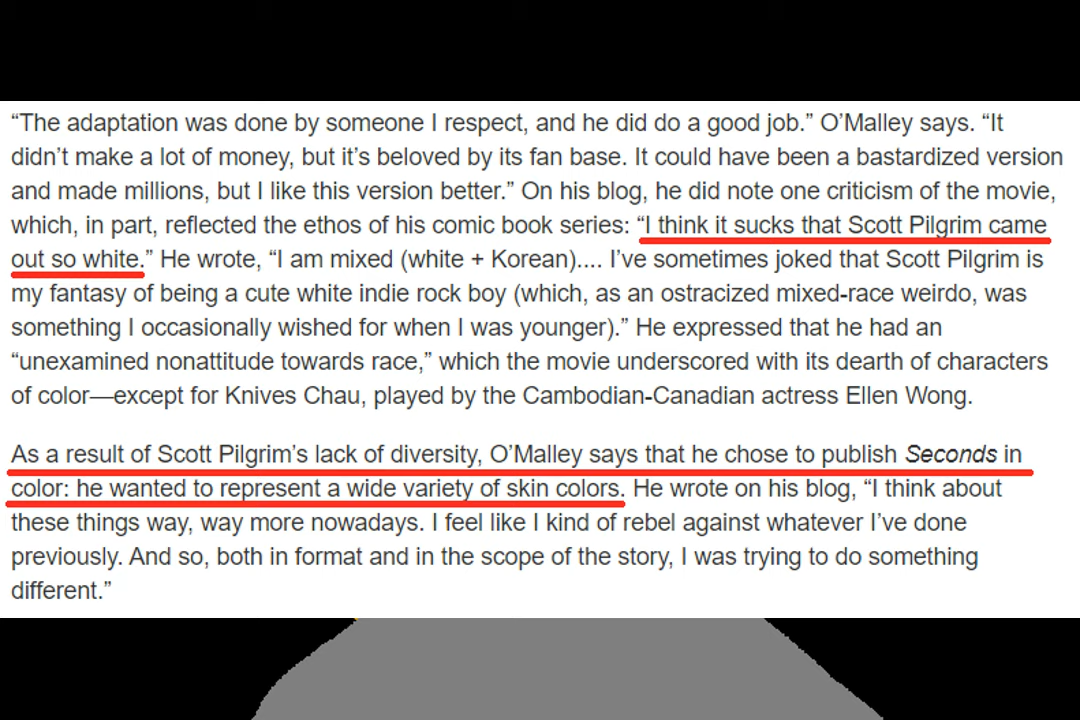 “The adaptation was done by someone I respect, and he did do a good job.” O’Malley says. “It
didn’t make a lot of money, but it’s beloved by its fan base. It could have been a bastardized version
and made millions, but I like this version better.” On his blog, he did note one criticism of the movie,
which, in part, reflected the ethos of his comic book series: “I think it sucks that Scott Pilgrim came
out so white.” He wrote, “I am mixed (white + Korean).... I’ve sometimes joked that Scott Pilgrim is
my fantasy of being a cute white indie rock boy (which, as an ostracized mixed-race weirdo, was
something I occasionally wished for when I was younger).” He expressed that he had an
“unexamined nonattitude towards race,” which the movie underscored with its dearth of characters
of color—except for Knives Chau, played by the Cambodian-Canadian actress Ellen Wong.
As a result of Scott Pilgrim’s lack of diversity, O’Malley says that he chose to publish Seconds in
color: he wanted to represent a wide variety of skin colors. He wrote on his blog, “I think about
these things way, way more nowadays. I feel like I kind of rebel against whatever I’ve done
previously. And so, both in format and in the scope of the story, I was trying to do something
different.”